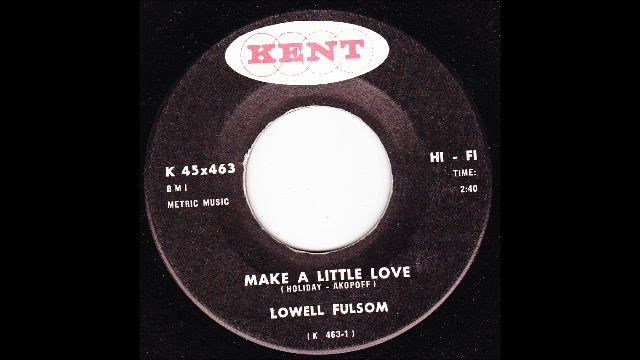 KENT
K 45x463
BMI
METRIC MUSIC
HI - FI
TIME:
2:40
MAKE A LITTLE LOVE
(HOLIDAY - AKOPOFF)
LOWELL FULSOM
(K 463-1)